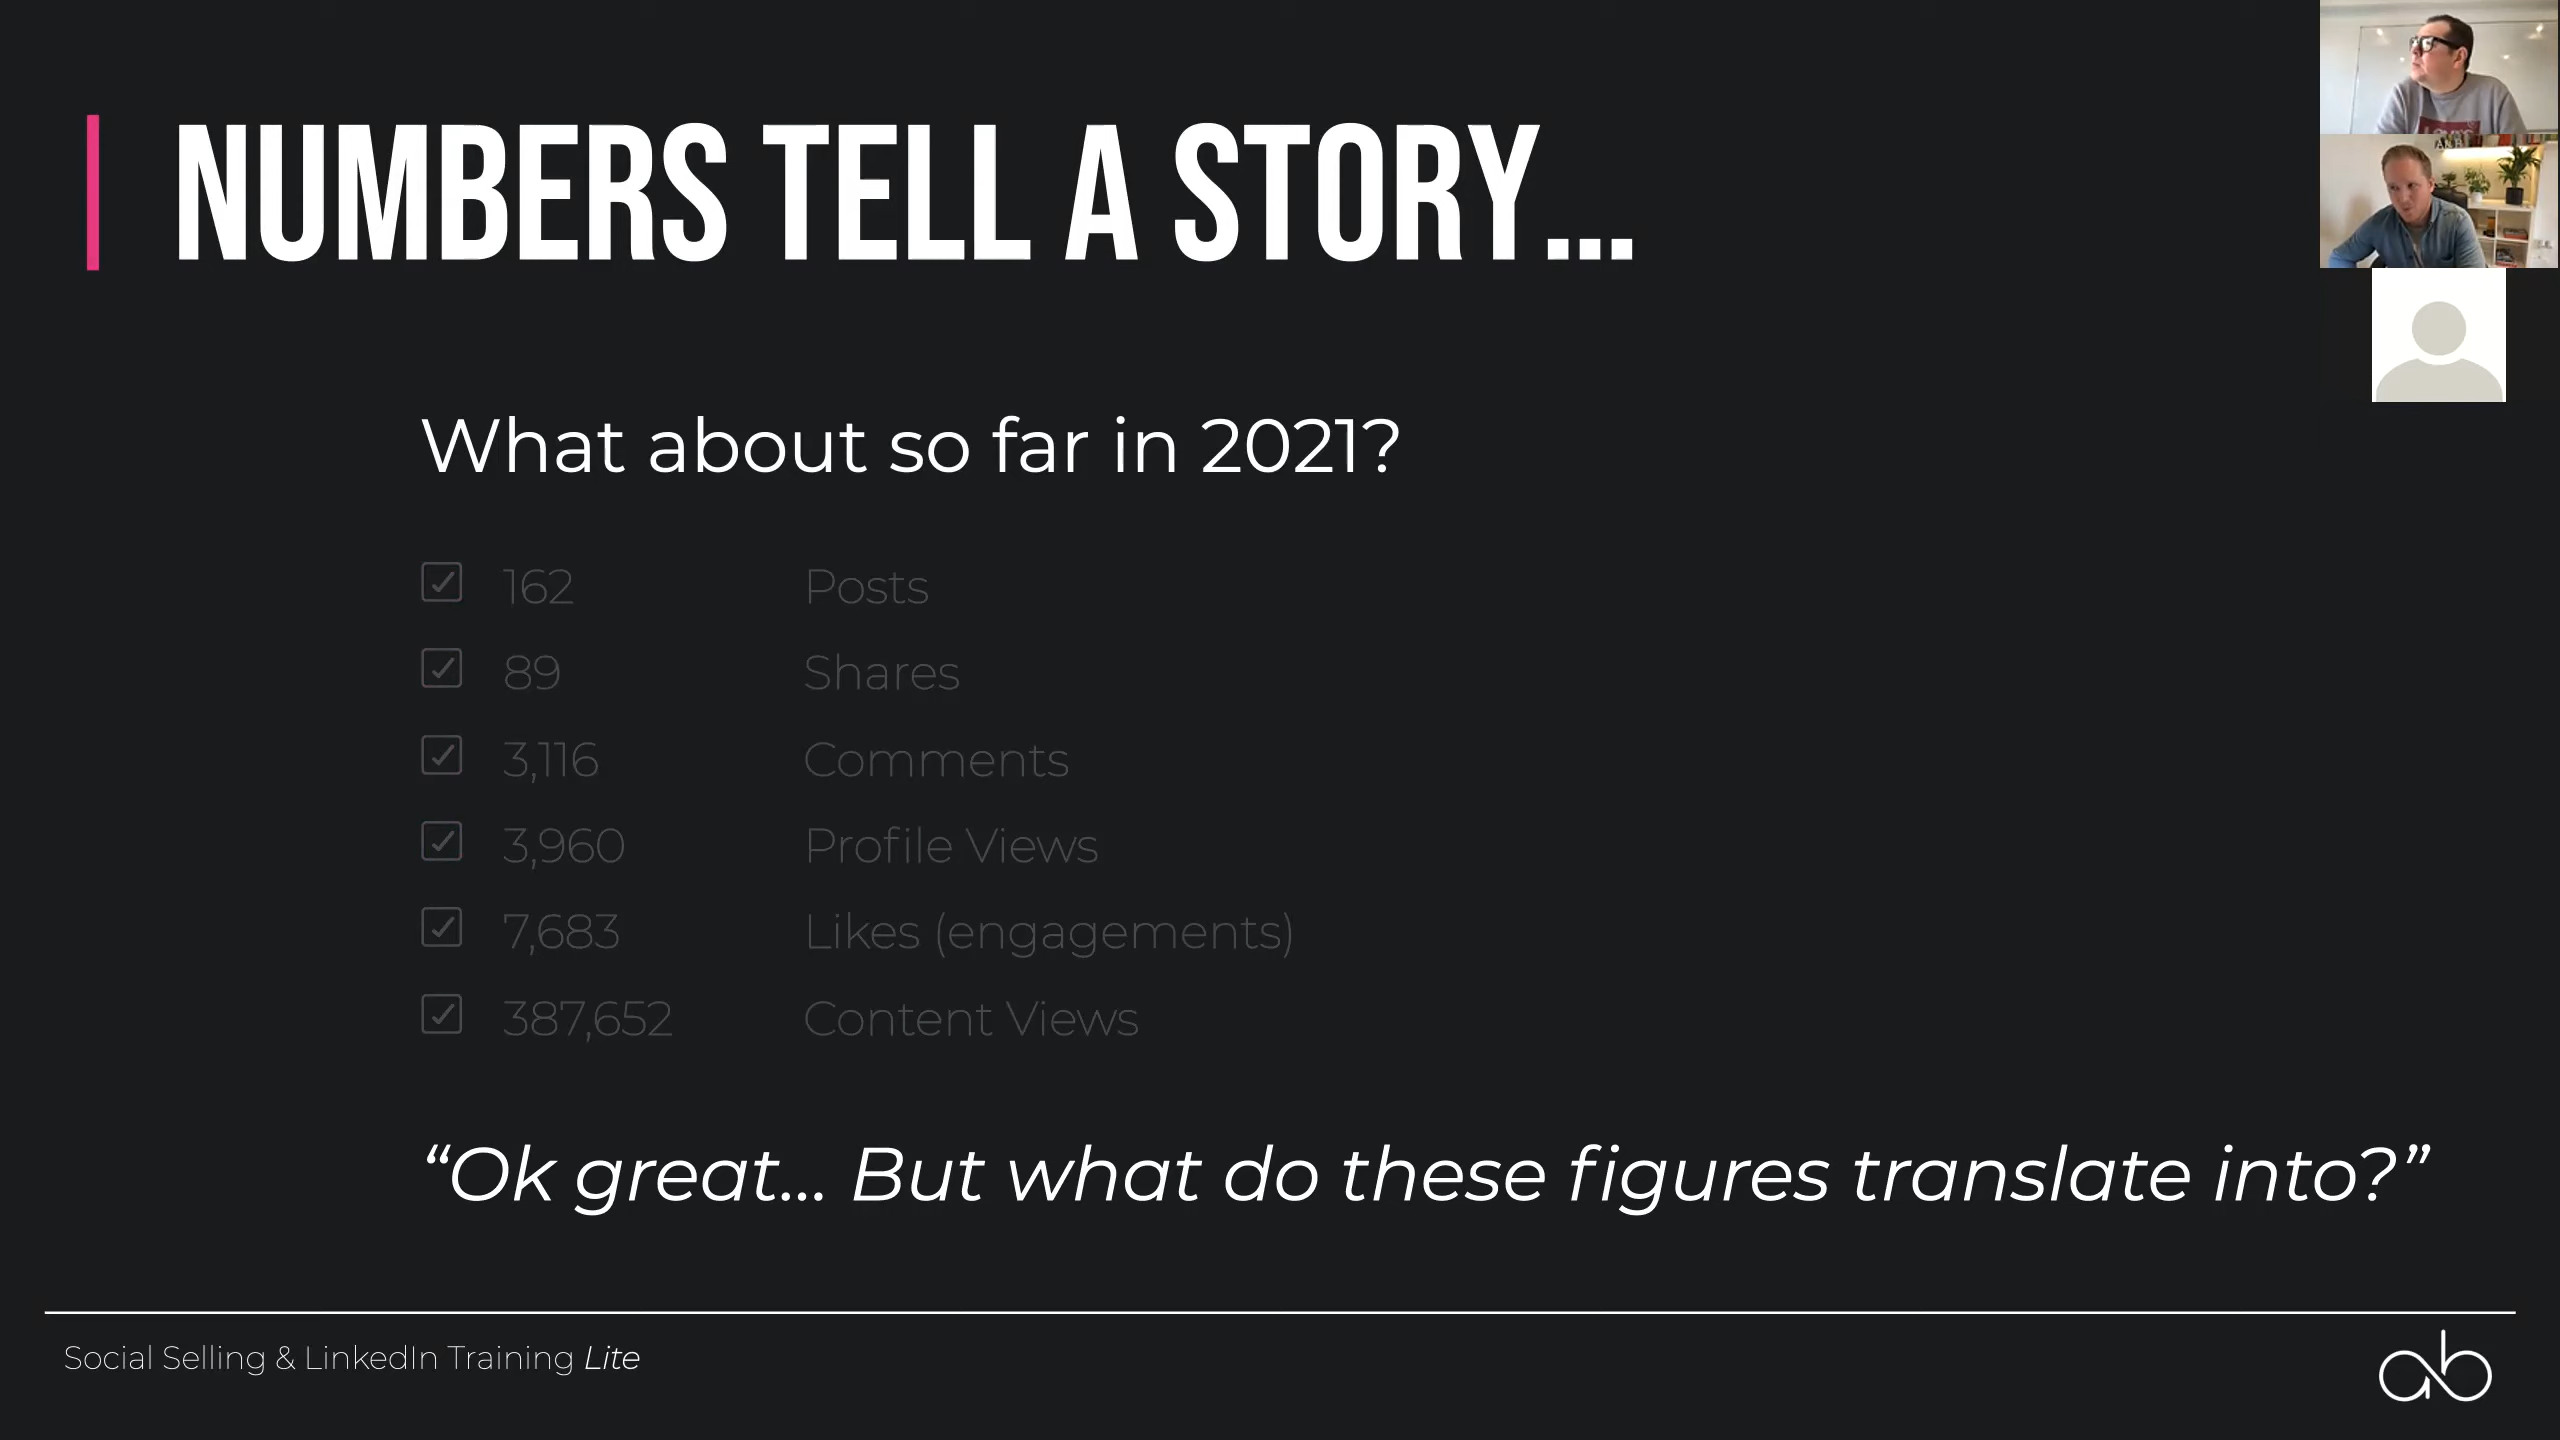 NUMBERS TELL A STORY...
What about so far in 2021?
162 Posts
89 Shares
3,116 Comments
3,960 Profile Views
7,683 Likes (engagements)
387,652 Content Views
“Ok great... But what do these figures translate into?”
Social Selling & LinkedIn Training Lite
ab